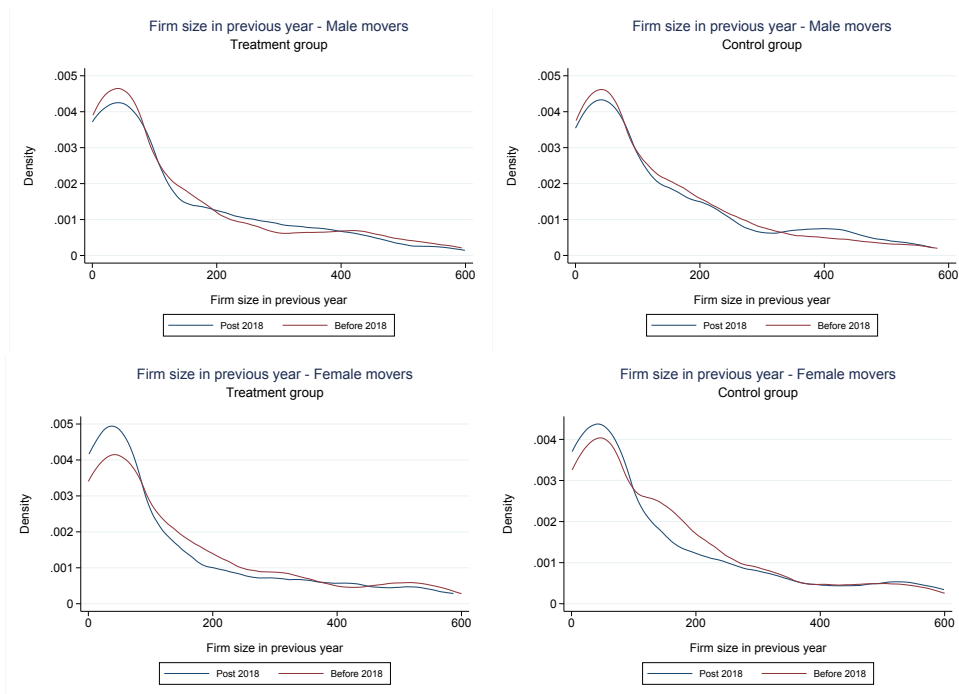 Firm size in previous year - Male movers
Treatment group
.005
.004
.003
.002
.001
0
Density
0 200 400 600
Firm size in previous year
Post 2018 Before 2018
Firm size in previous year - Male movers
Control group
.005
.004
.003
.002
.001
0
Density
0 200 400 600
Firm size in previous year
Post 2018 Before 2018
Firm size in previous year - Female movers
Treatment group
.005
.004
.003
.002
.001
0
Density
0 200 400 600
Firm size in previous year
Post 2018 Before 2018
Firm size in previous year - Female movers
Control group
.004
.003
.002
.001
0
Density
0 200 400 600
Firm size in previous year
Post 2018 Before 2018